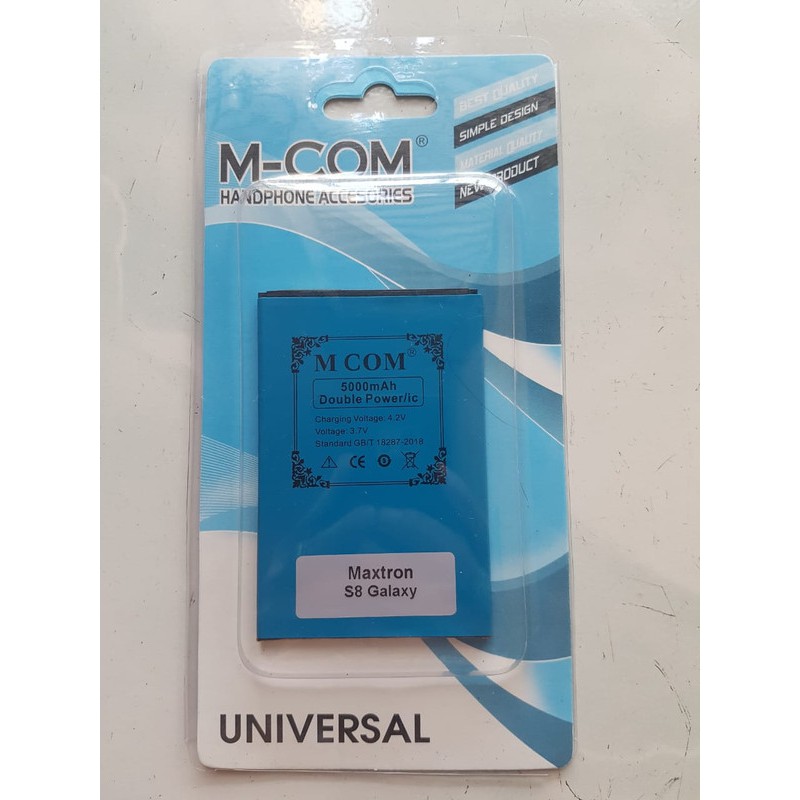 BEST QUALITY
SIMPLE DESIGN
MATERIAL QUALITY
NEW PRODUCT
M-COM®
HANDPHONE ACCESORIES
M COM®
5000mAh
Double Power/ic
Charging Voltage: 4.2V
Voltage: 3.7V
Standard:GB/T 18287-2018
CE
Maxtron
S8 Galaxy
UNIVERSAL